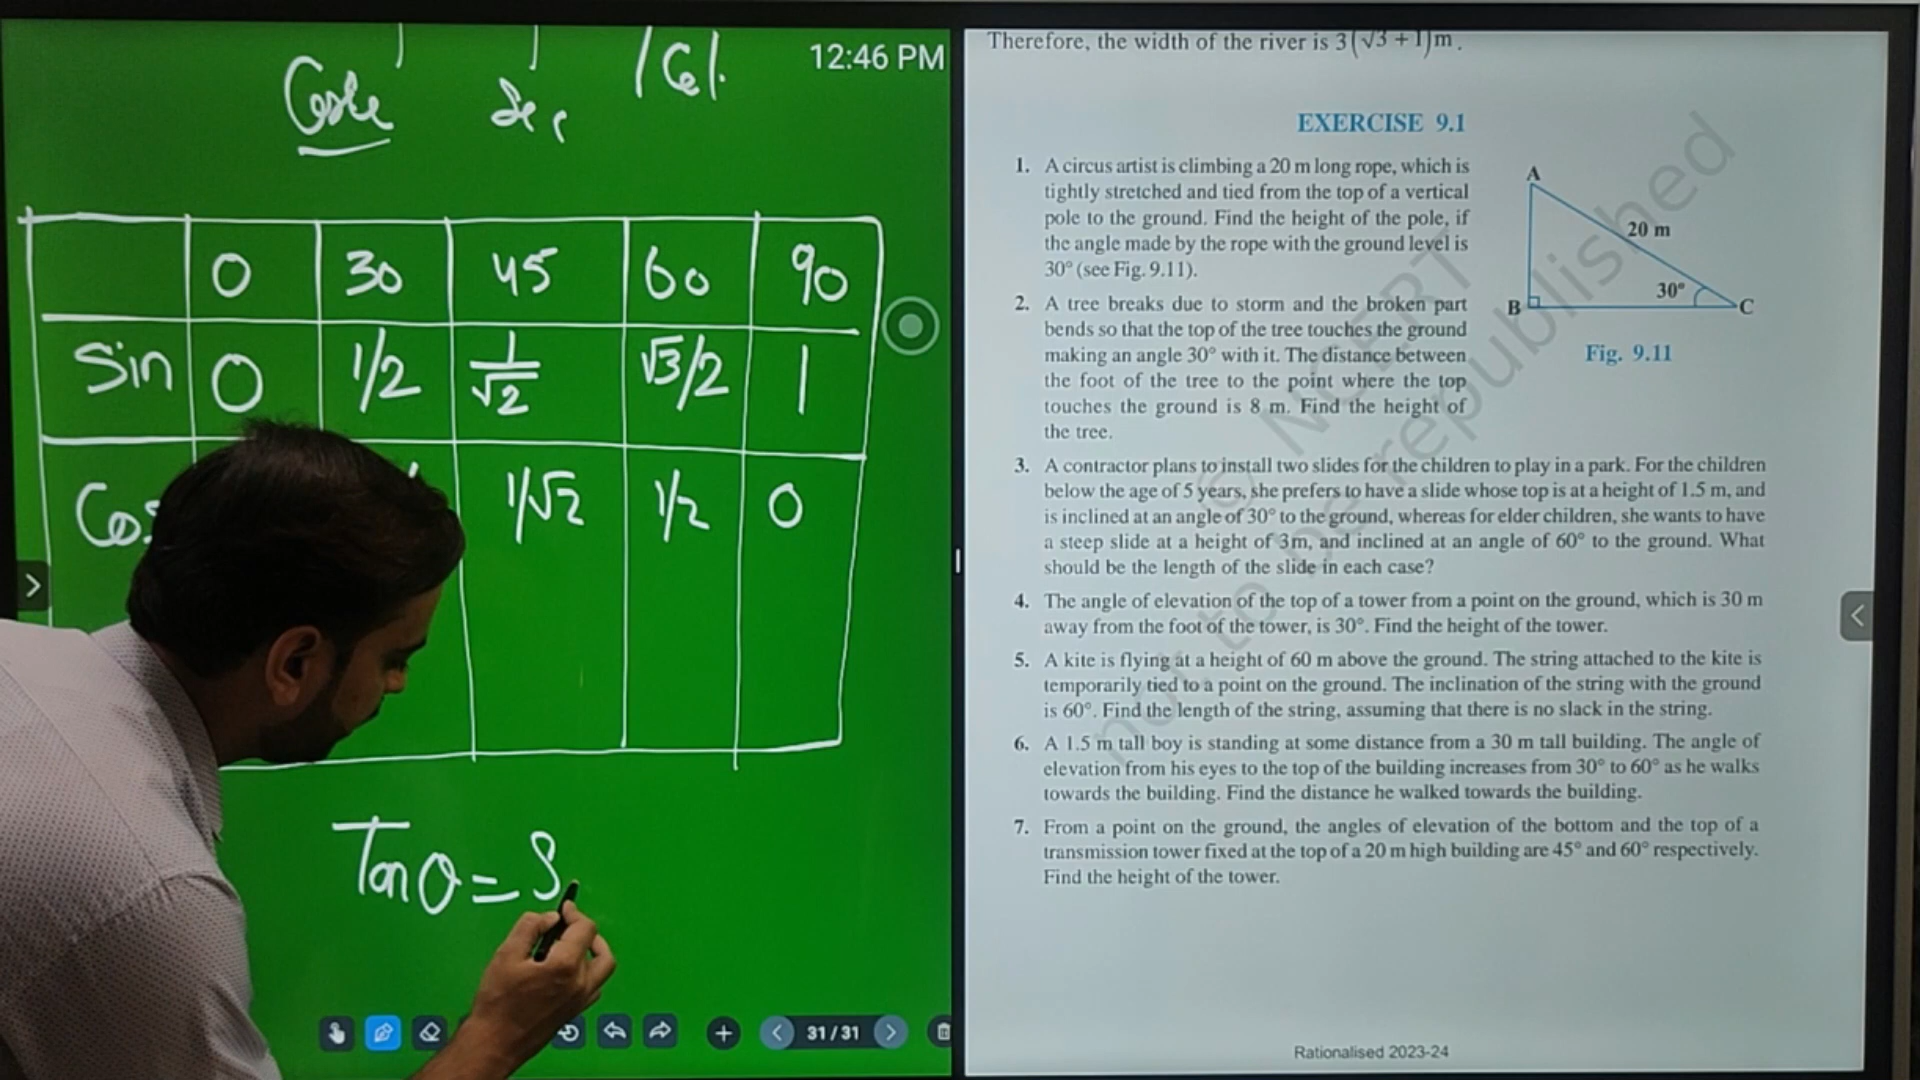 12:46 PM
Sec
0 30 45 60 90
Sin 0 1/2 1/√2 √3/2 1
Cos 1/√2 1/2 0
Tan θ = S
31/31
Therefore, the width of the river is 3(√3 + 1)m.
EXERCISE 9.1
1. A circus artist is climbing a 20 m long rope, which is
tightly stretched and tied from the top of a vertical
pole to the ground. Find the height of the pole, if
the angle made by the rope with the ground level is
30° (see Fig. 9.11).
2. A tree breaks due to storm and the broken part
bends so that the top of the tree touches the ground
making an angle 30° with it. The distance between
the foot of the tree to the point where the top
touches the ground is 8 m. Find the height of
the tree.
A
20 m
30°
B
C
Fig. 9.11
3. A contractor plans to install two slides for the children to play in a park. For the children
below the age of 5 years, she prefers to have a slide whose top is at a height of 1.5 m, and
is inclined at an angle of 30° to the ground, whereas for elder children, she wants to have
a steep slide at a height of 3m, and inclined at an angle of 60° to the ground. What
should be the length of the slide in each case?
4. The angle of elevation of the top of a tower from a point on the ground, which is 30 m
away from the foot of the tower, is 30°. Find the height of the tower.
5. A kite is flying at a height of 60 m above the ground. The string attached to the kite is
temporarily tied to a point on the ground. The inclination of the string with the ground
is 60°. Find the length of the string, assuming that there is no slack in the string.
6. A 1.5 m tall boy is standing at some distance from a 30 m tall building. The angle of
elevation from his eyes to the top of the building increases from 30° to 60° as he walks
towards the building. Find the distance he walked towards the building.
7. From a point on the ground, the angles of elevation of the bottom and the top of a
transmission tower fixed at the top of a 20 m high building are 45° and 60° respectively.
Find the height of the tower.
© NCERT
not to be republished
Rationalised 2023-24